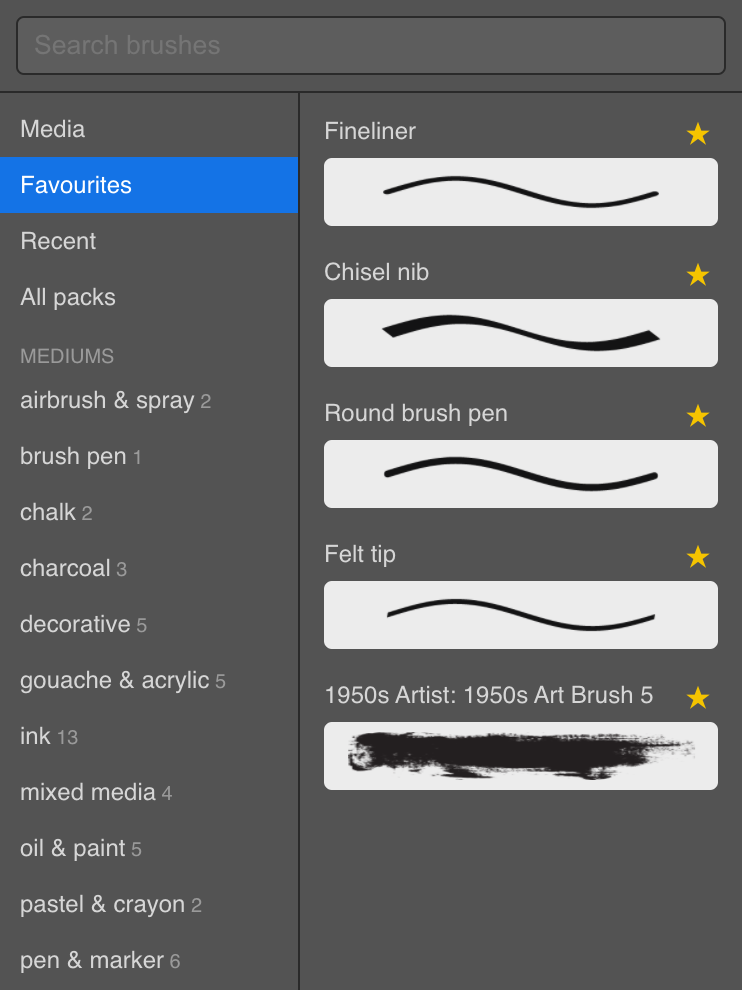 Search brushes
Media
Favourites
Recent
All packs
MEDIUMS
airbrush & spray 2
brush pen 1
chalk 2
charcoal 3
decorative 5
gouache & acrylic 5
ink 13
mixed media 4
oil & paint 5
pastel & crayon 2
pen & marker 6
Fineliner
Chisel nib
Round brush pen
Felt tip
1950s Artist: 1950s Art Brush 5